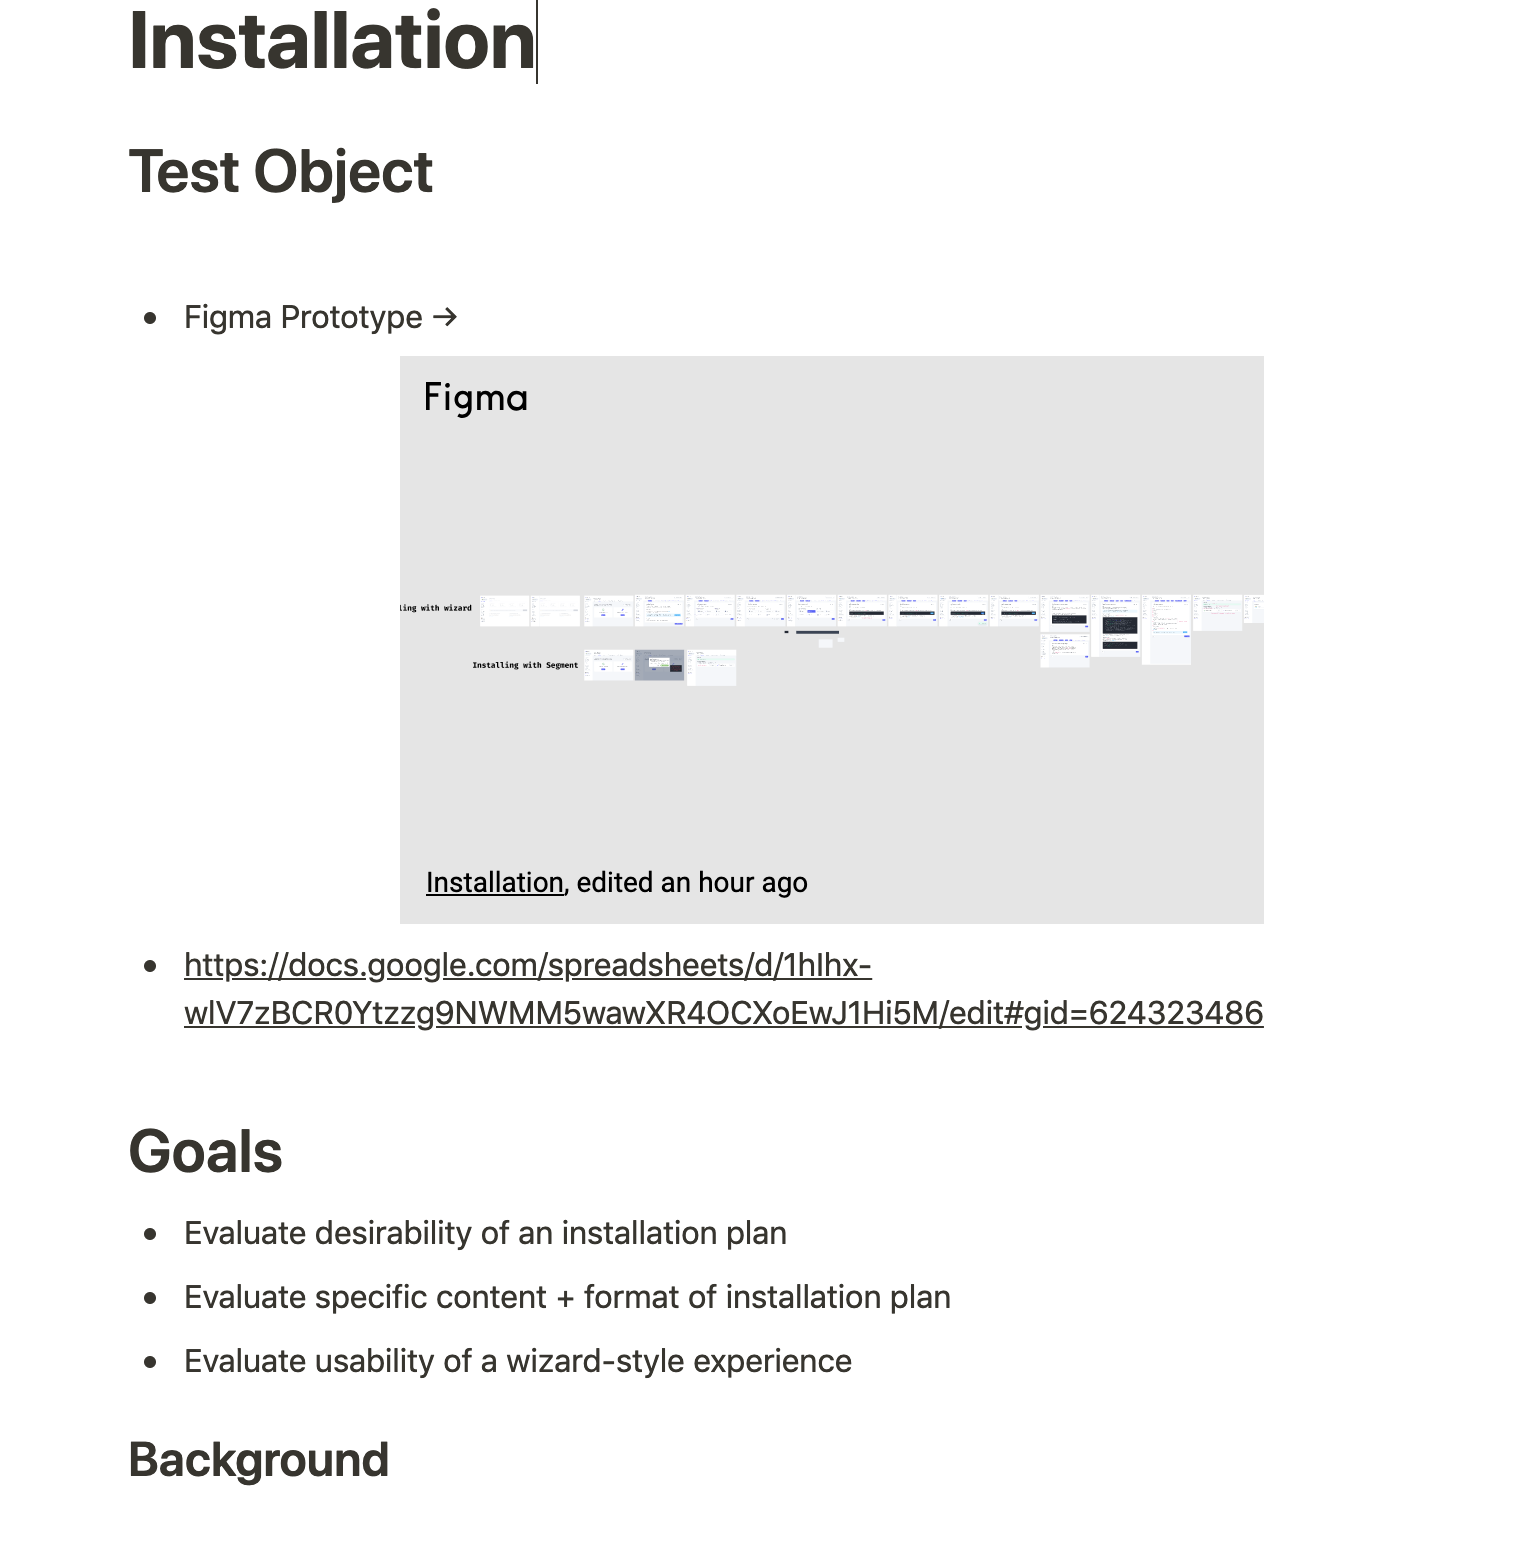 Installation
Test Object
Figma Prototype →
Figma
ling with wizard
Installing with Segment
Installation, edited an hour ago
https://docs.google.com/spreadsheets/d/1hIhx-
wlV7zBCR0Ytzzg9NWMM5wawXR4OCXoEwJ1Hi5M/edit#gid=624323486
Goals
Evaluate desirability of an installation plan
Evaluate specific content + format of installation plan
Evaluate usability of a wizard-style experience
Background